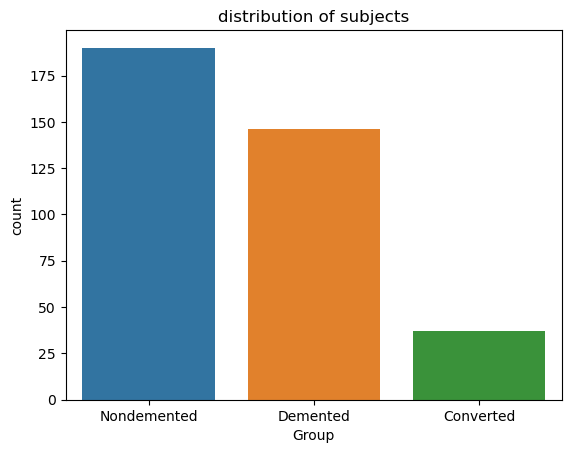 distribution of subjects
count
175
150
125
100
75
50
25
0
Nondemented Demented Converted
Group